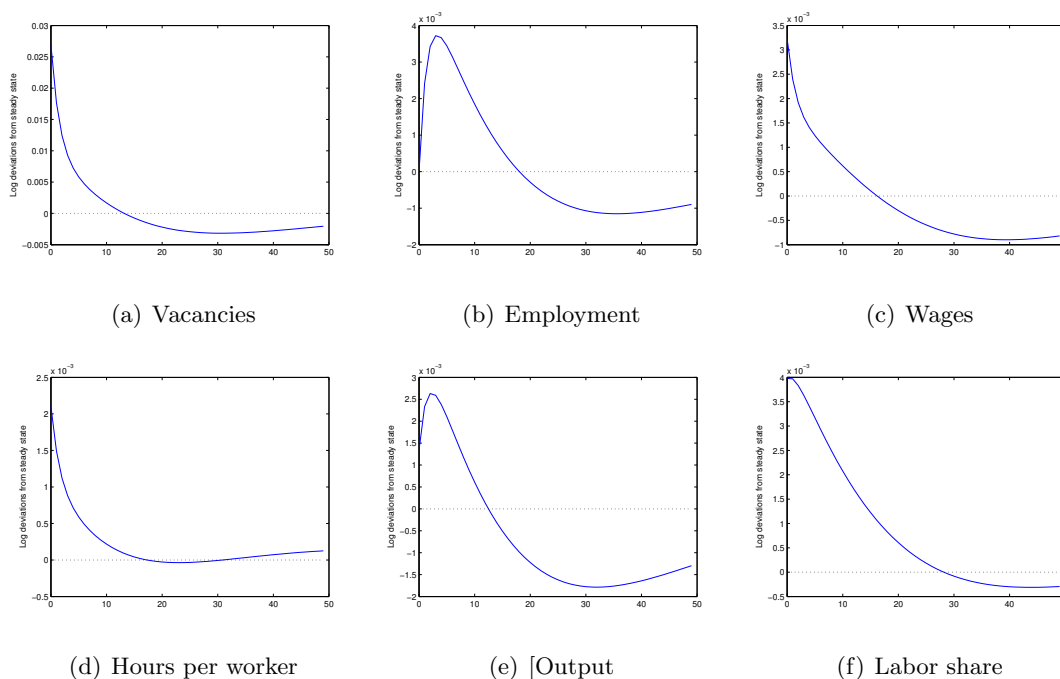 Log deviations from steady state
0.03
0.025
0.02
0.015
0.01
0.005
0
−0.005
0 10 20 30 40 50
(a) Vacancies
x 10⁻³
Log deviations from steady state
4
3
2
1
0
−1
−2
0 10 20 30 40 50
(b) Employment
x 10⁻³
Log deviations from steady state
3.5
3
2.5
2
1.5
1
0.5
0
−0.5
−1
0 10 20 30 40
(c) Wages
x 10⁻³
Log deviations from steady state
2.5
2
1.5
1
0.5
0
−0.5
0 10 20 30 40 50
(d) Hours per worker
x 10⁻³
Log deviations from steady state
3
2.5
2
1.5
1
0.5
0
−0.5
−1
−1.5
−2
0 10 20 30 40 50
(e) [Output
x 10⁻³
Log deviations from steady state
4
3.5
3
2.5
2
1.5
1
0.5
0
−0.5
0 10 20 30 40
(f) Labor share